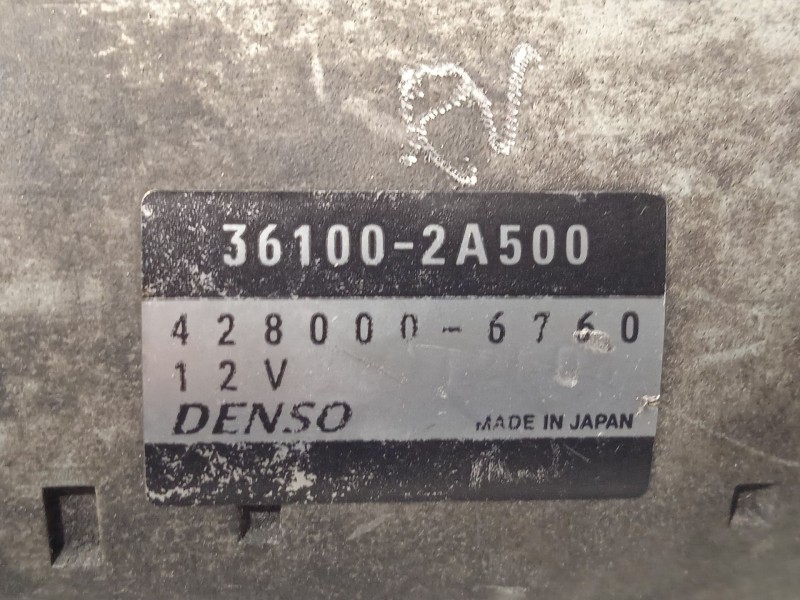 36100-2A500
428000-6760
12V
DENSO
MADE IN JAPAN